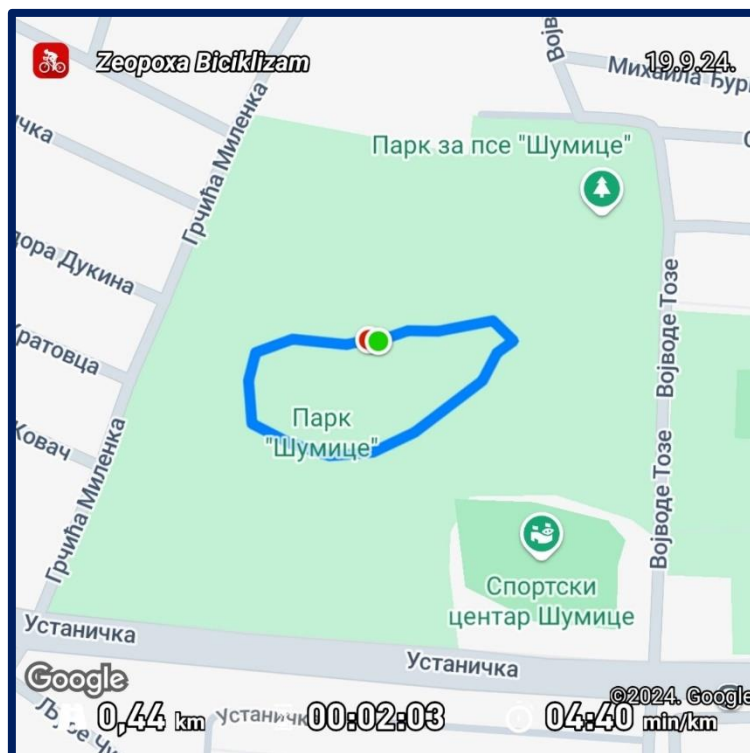 Zeopoxa Biciklizam
19.9.24.
Војв
Михаила Ђурі
Грчића Миленка
чка
Парк за псе "Шумице"
дора Дукина
Војводе Тозе
Кратовца
Парк
"Шумице"
Ковач
Грчића Миленка
Војводе Тозе
Спортски
центар Шумице
Устаничка
Устаничка
Google
©2024. Google
0,44 km
Устаничк
00:02:03
04:40 min/km